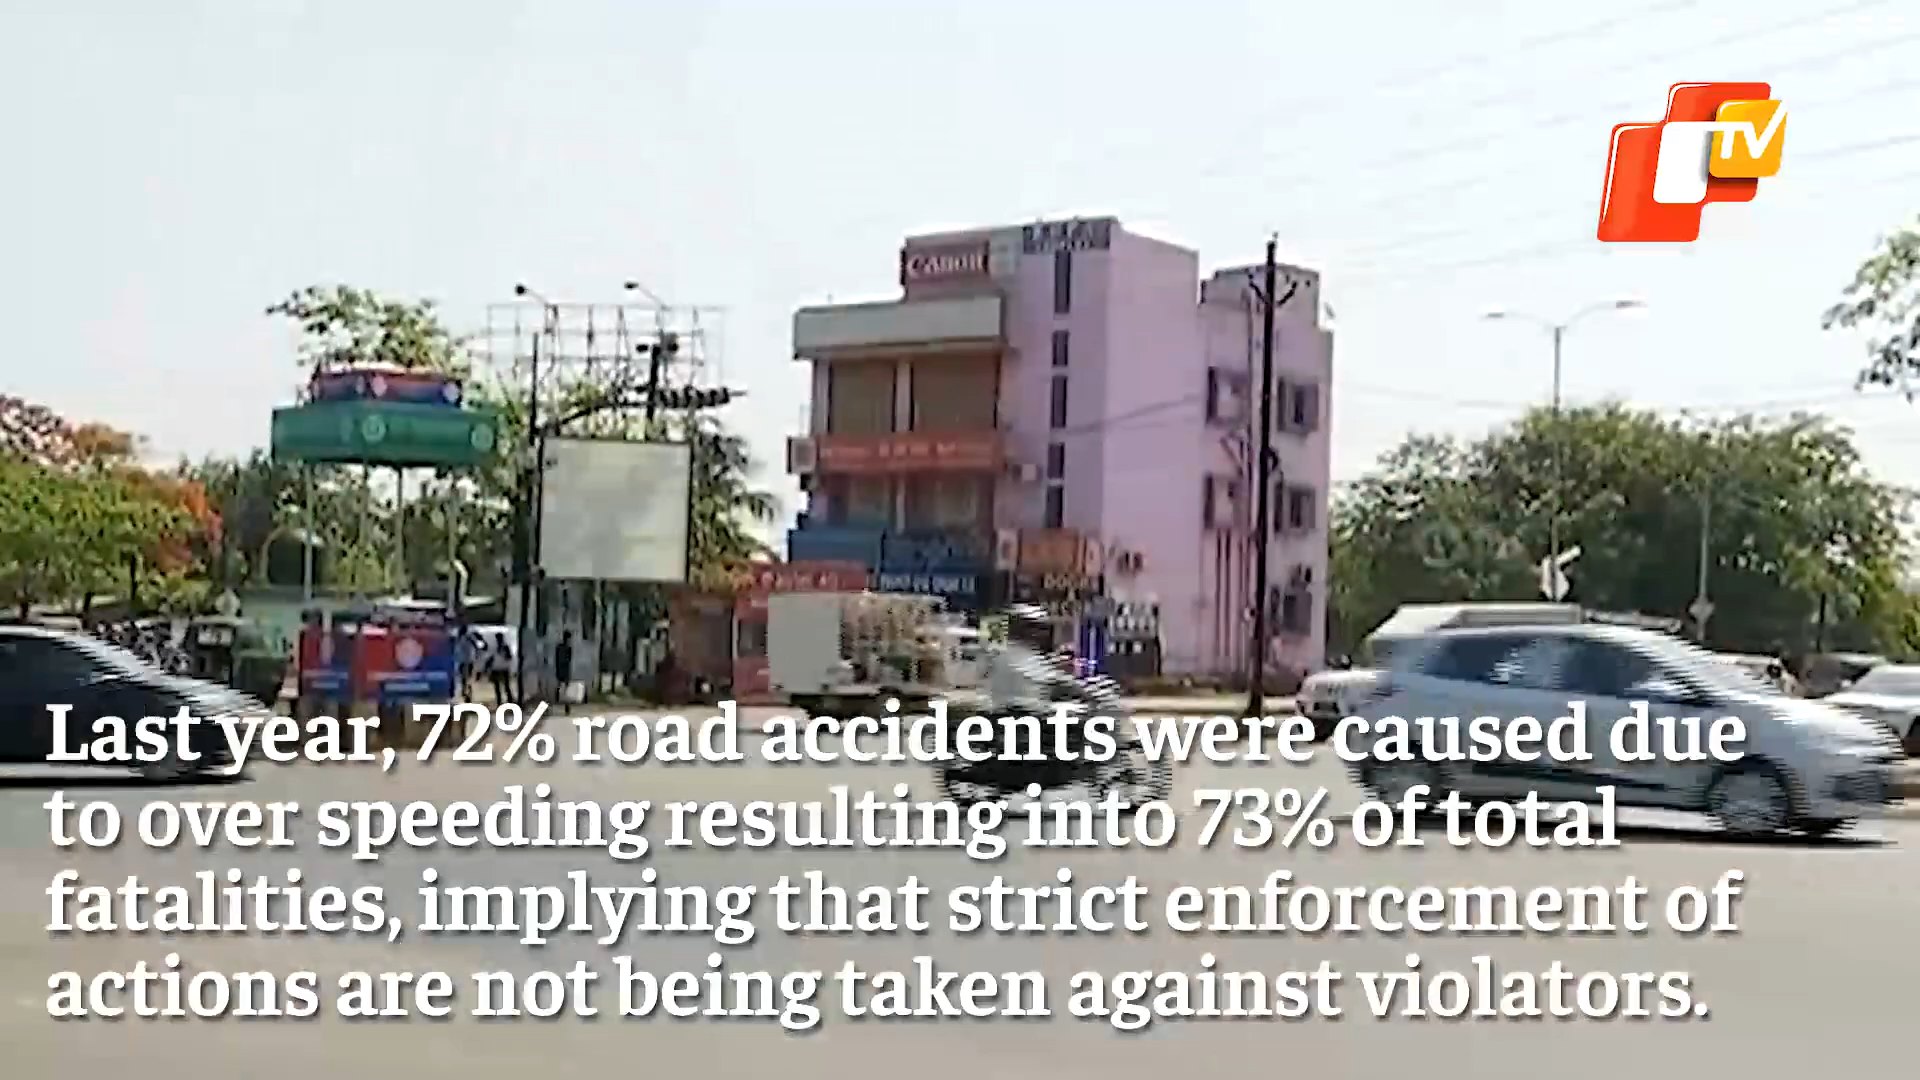 TV
Canon
Last year, 72% road accidents were caused due
to over speeding resulting into 73% of total
fatalities, implying that strict enforcement of
actions are not being taken against violators.